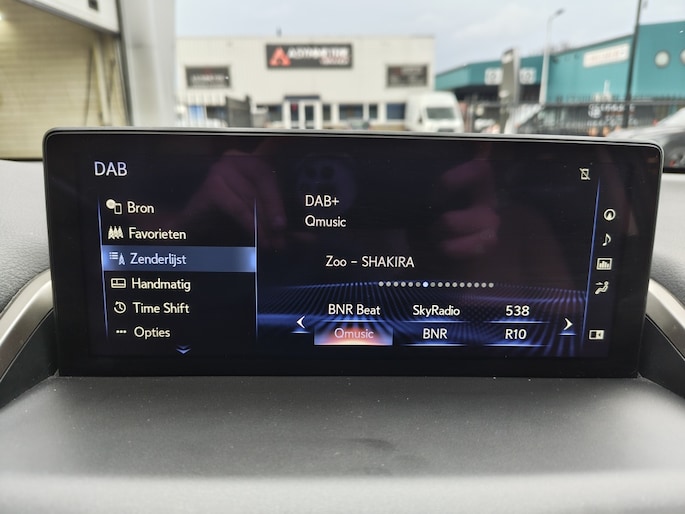 DAB
Bron
Favorieten
Zenderlijst
Handmatig
Time Shift
Opties
DAB+
Qmusic
Zoo - SHAKIRA
BNR Beat
SkyRadio
538
Qmusic
BNR
R10